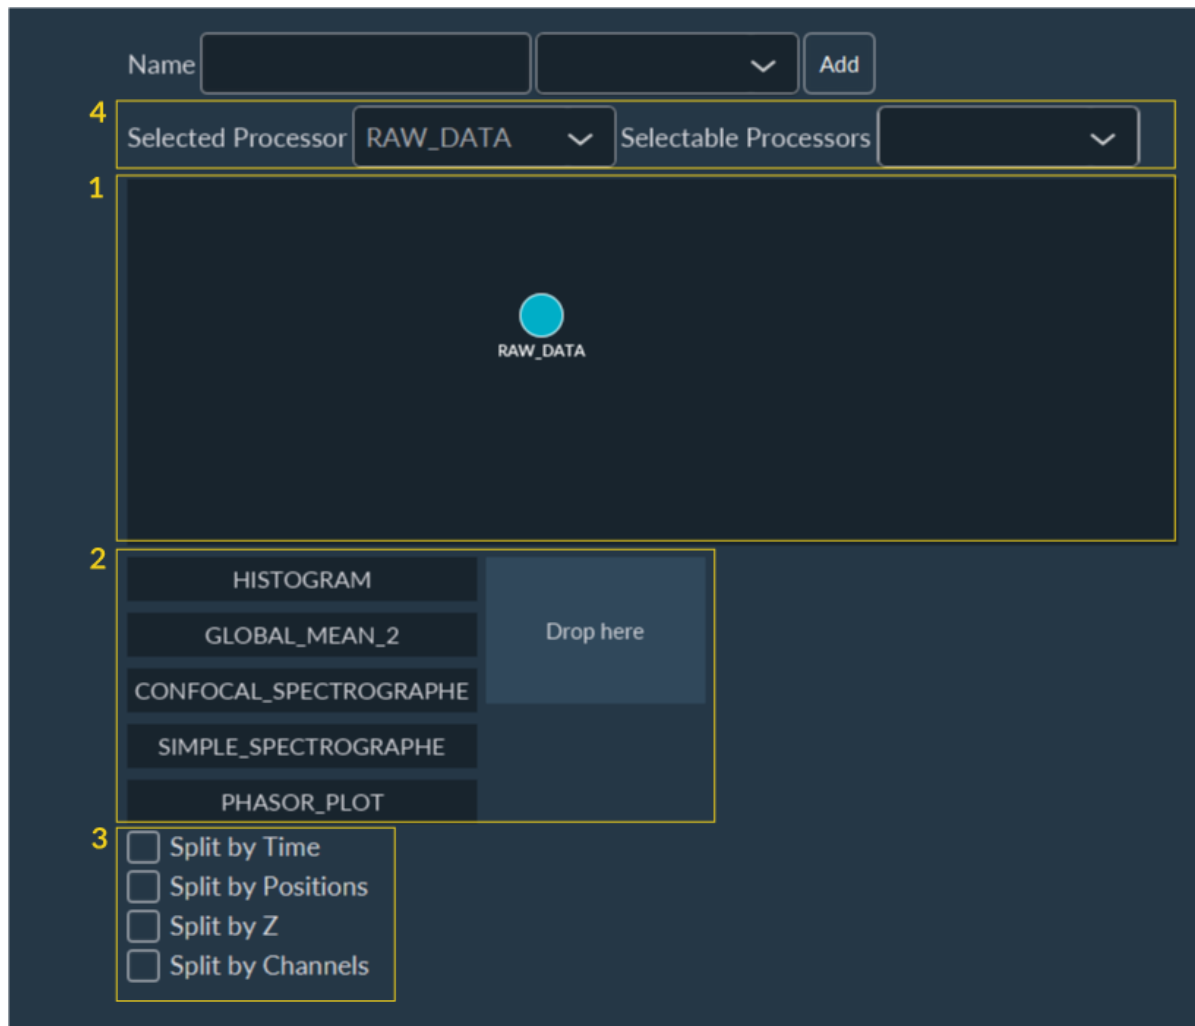 Name Add
4
Selected Processor RAW_DATA Selectable Processors
1
RAW_DATA
2
HISTOGRAM
GLOBAL_MEAN_2 Drop here
CONFOCAL_SPECTROGRAPHE
SIMPLE_SPECTROGRAPHE
PHASOR_PLOT
3
Split by Time
Split by Positions
Split by Z
Split by Channels